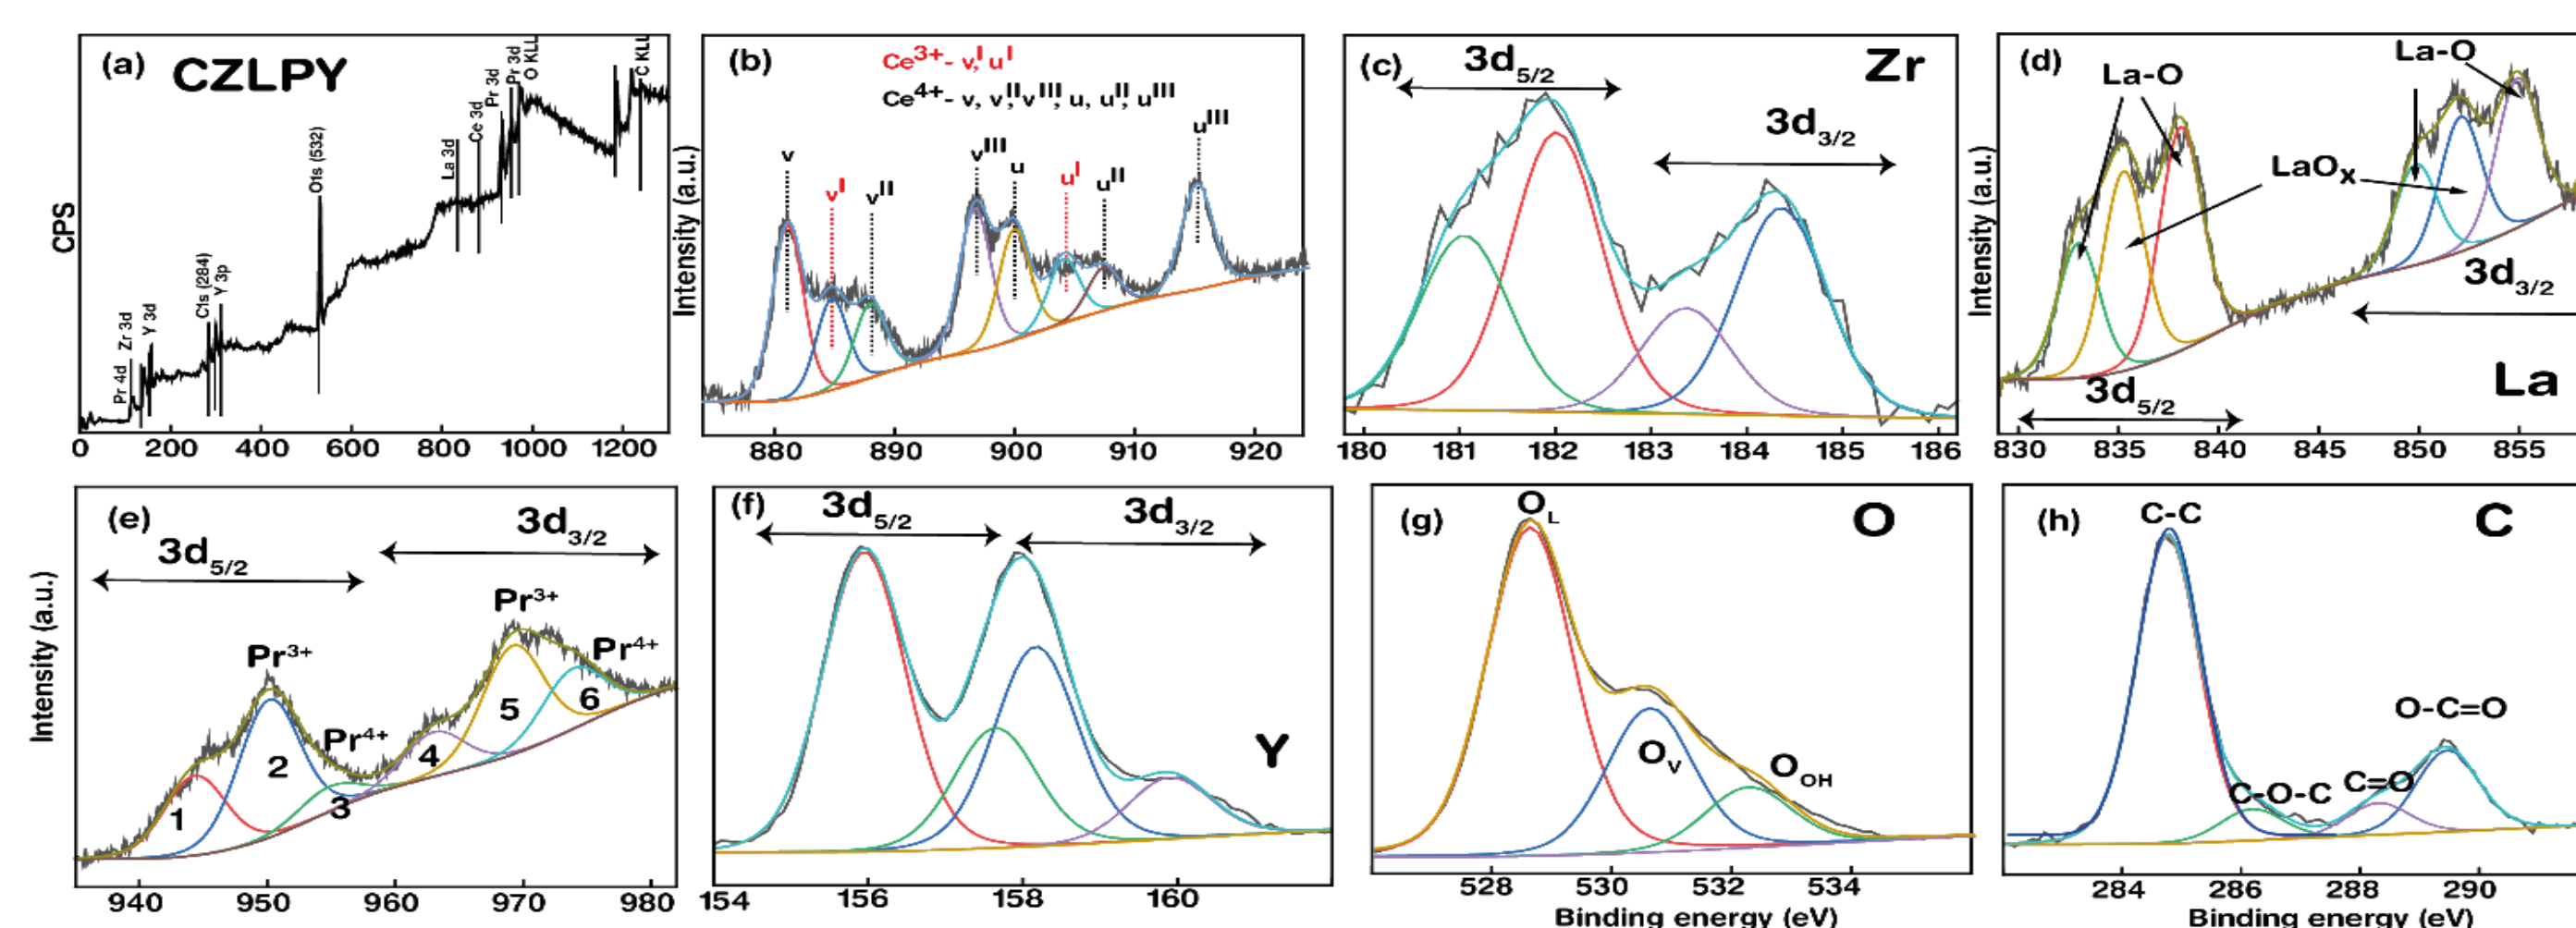 (a) CZLPY
CPS
Pr 4d
Zr 3d
Y 3d
C1s (284)
Y 3p
O1s (532)
La 3d
Ce 3d
Pr 3d
Pr 3d
O KLL
C KLL
0 200 400 600 800 1000 1200
(b)
Ce3+- v,I uI
Ce4+- v, vII, vIII, u, uII, uIII
Intensity (a.u.)
v vI vII vIII u uI uII uIII
880 890 900 910 920
(c) 3d5/2 Zr
3d3/2
180 181 182 183 184 185 186
(d) La-O La-O
LaOx
Intensity (a.u.)
3d3/2
3d5/2 La
830 835 840 845 850 855
(e) 3d5/2 3d3/2
Intensity (a.u.)
Pr3+ Pr4+ Pr3+ Pr4+
1 2 3 4 5 6
940 950 960 970 980
(f) 3d5/2 3d3/2
Y
154 156 158 160
(g) OL O
OV OOH
528 530 532 534
Binding energy (eV)
(h) C-C C
O-C=O
C-O-C C=O
284 286 288 290
Binding energy (eV)